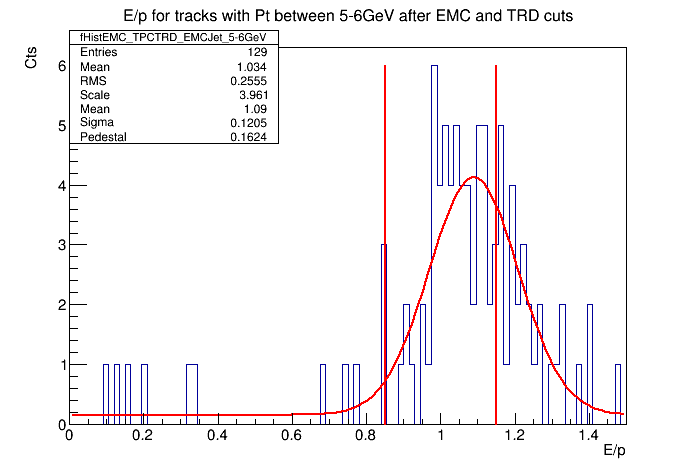 E/p for tracks with Pt between 5-6GeV after EMC and TRD cuts
fHistEMC_TPCTRD_EMCJet_5-6GeV
Entries 129
Mean 1.034
RMS 0.2555
Scale 3.961
Mean 1.09
Sigma 0.1205
Pedestal 0.1624
Cts
6
5
4
3
2
1
0
0 0.2 0.4 0.6 0.8 1 1.2 1.4
E/p